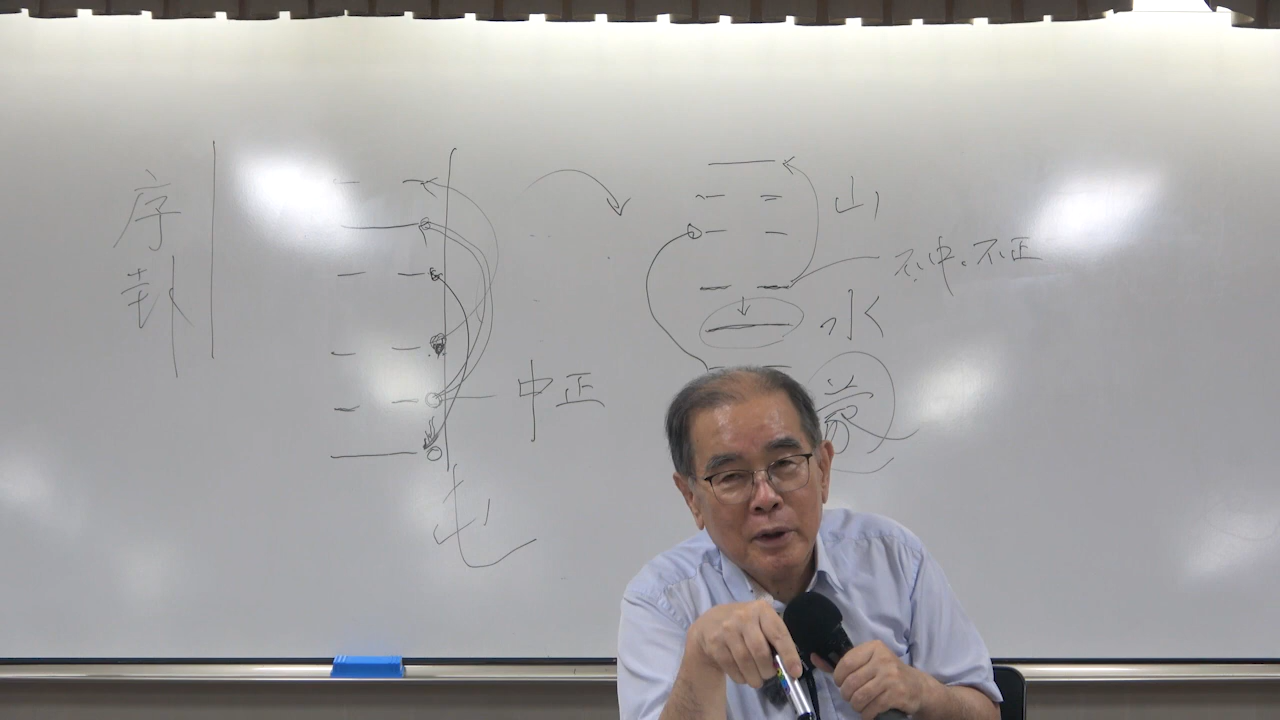 序卦
中正
屯
山
不中.不正
水
蒙